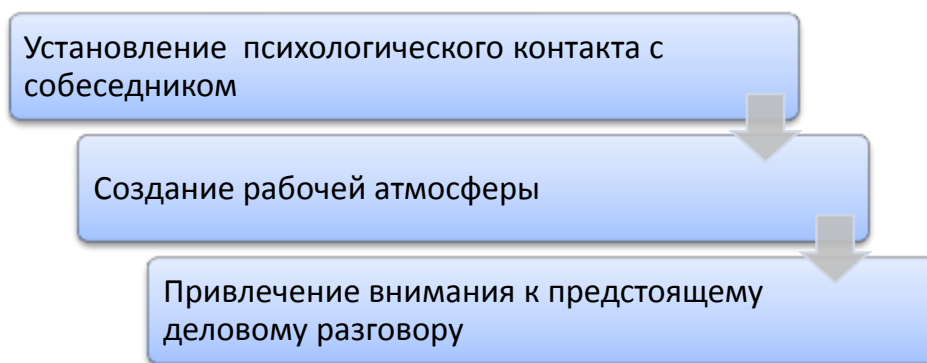 Установление  психологического контакта с
собеседником
Создание рабочей атмосферы
Привлечение внимания к предстоящему
деловому разговору